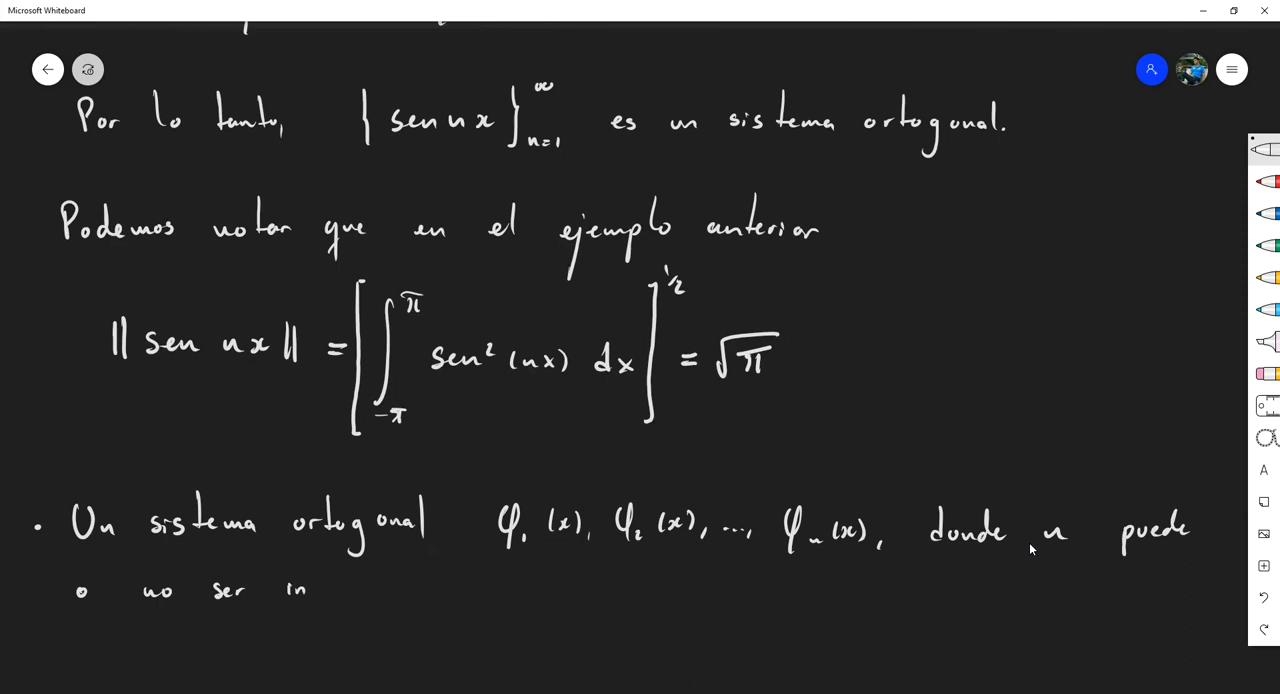 Microsoft Whiteboard
Por lo tanto, {sen nx}_{n=1}^{∞} es un sistema ortogonal.
Podemos notar que en el ejemplo anterior
‖sen nx‖ = [∫_{-π}^{π} sen² (nx) dx]^{1/2} = √π
• Un sistema ortogonal φ₁(x), φ₂(x), ..., φₙ(x), donde n puede
o no ser in
A